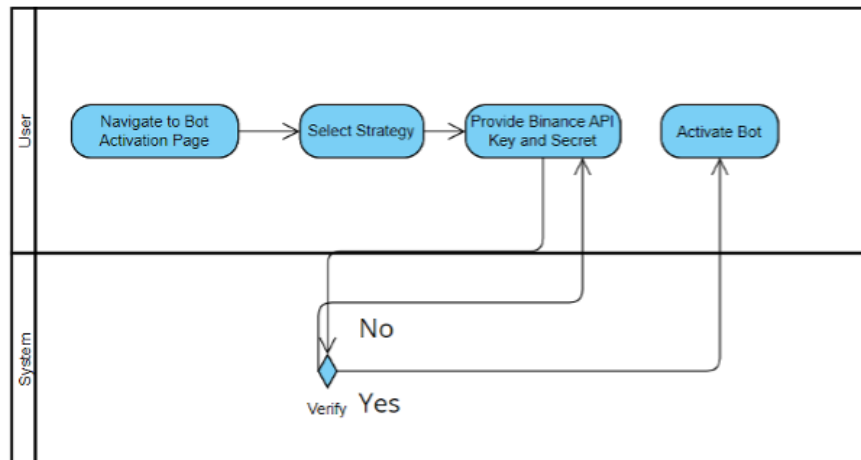 User
Navigate to Bot
Activation Page
Select Strategy
Provide Binance API
Key and Secret
Activate Bot
System
No
Verify
Yes